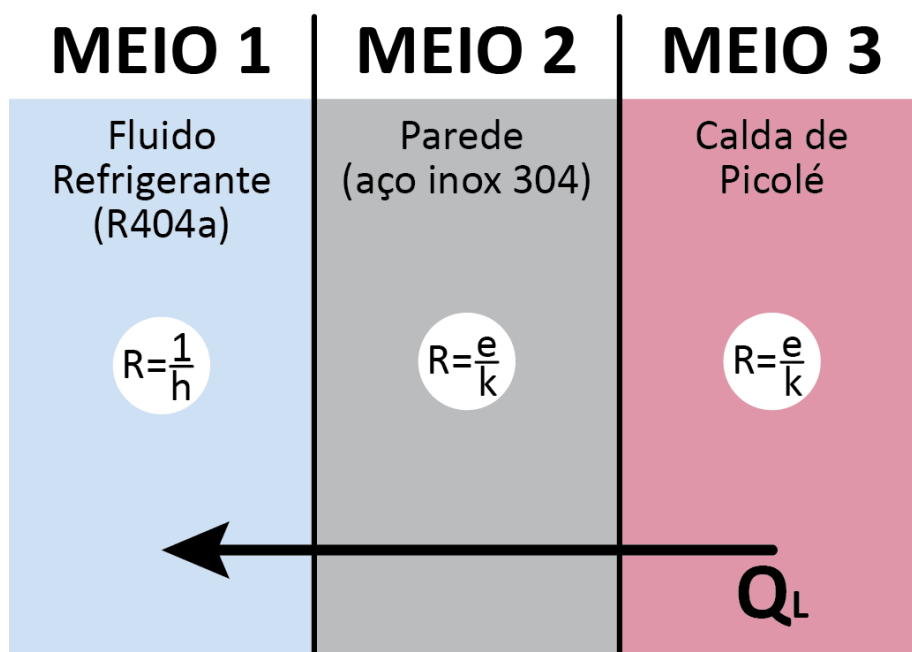 MEIO 1
MEIO 2
MEIO 3
Fluido
Refrigerante
(R404a)
Parede
(aço inox 304)
Calda de
Picolé
R=1/h
R=e/k
R=e/k
QL